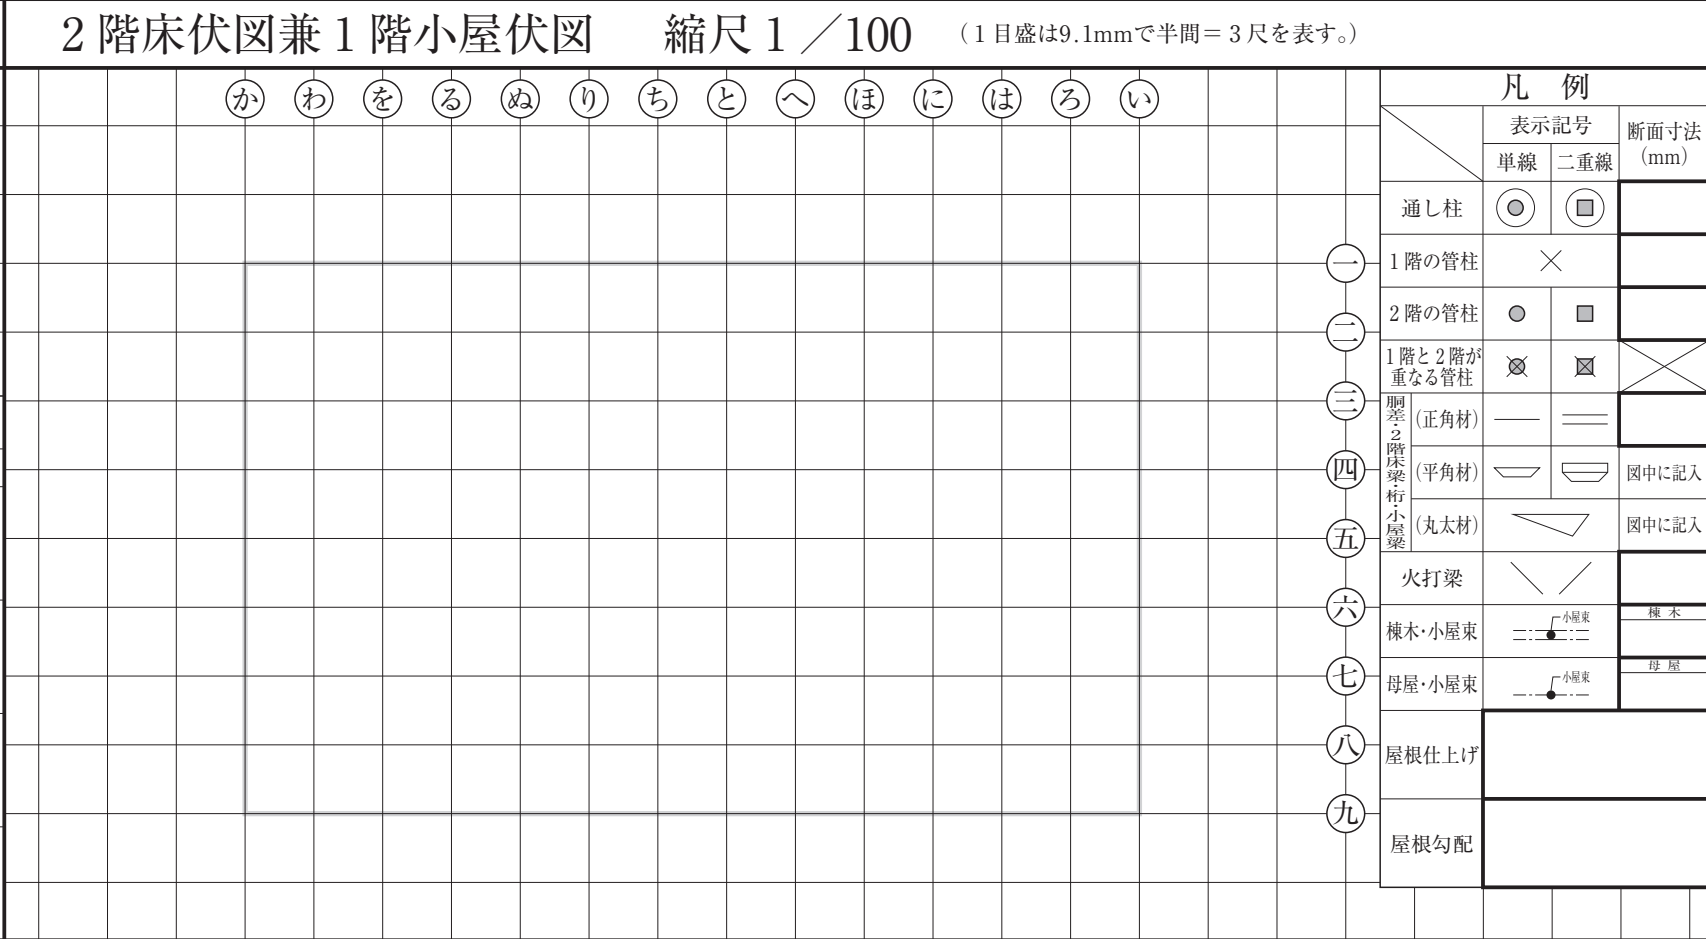 2階床伏図兼1階小屋伏図 縮尺1／100 （1目盛は9.1mmで半間＝3尺を表す。）
か わ を る ぬ り ち と へ ほ に は ろ い
一
二
三
四
五
六
七
八
九
凡 例
表示記号
断面寸法
(mm)
単線 二重線
通し柱
1階の管柱
2階の管柱
1階と2階が
重なる管柱
胴差・2階床梁・桁・小屋梁
(正角材)
(平角材) 図中に記入
(丸太材) 図中に記入
火打梁
棟木・小屋束 小屋束 棟木
母屋・小屋束 小屋束 母屋
屋根仕上げ
屋根勾配